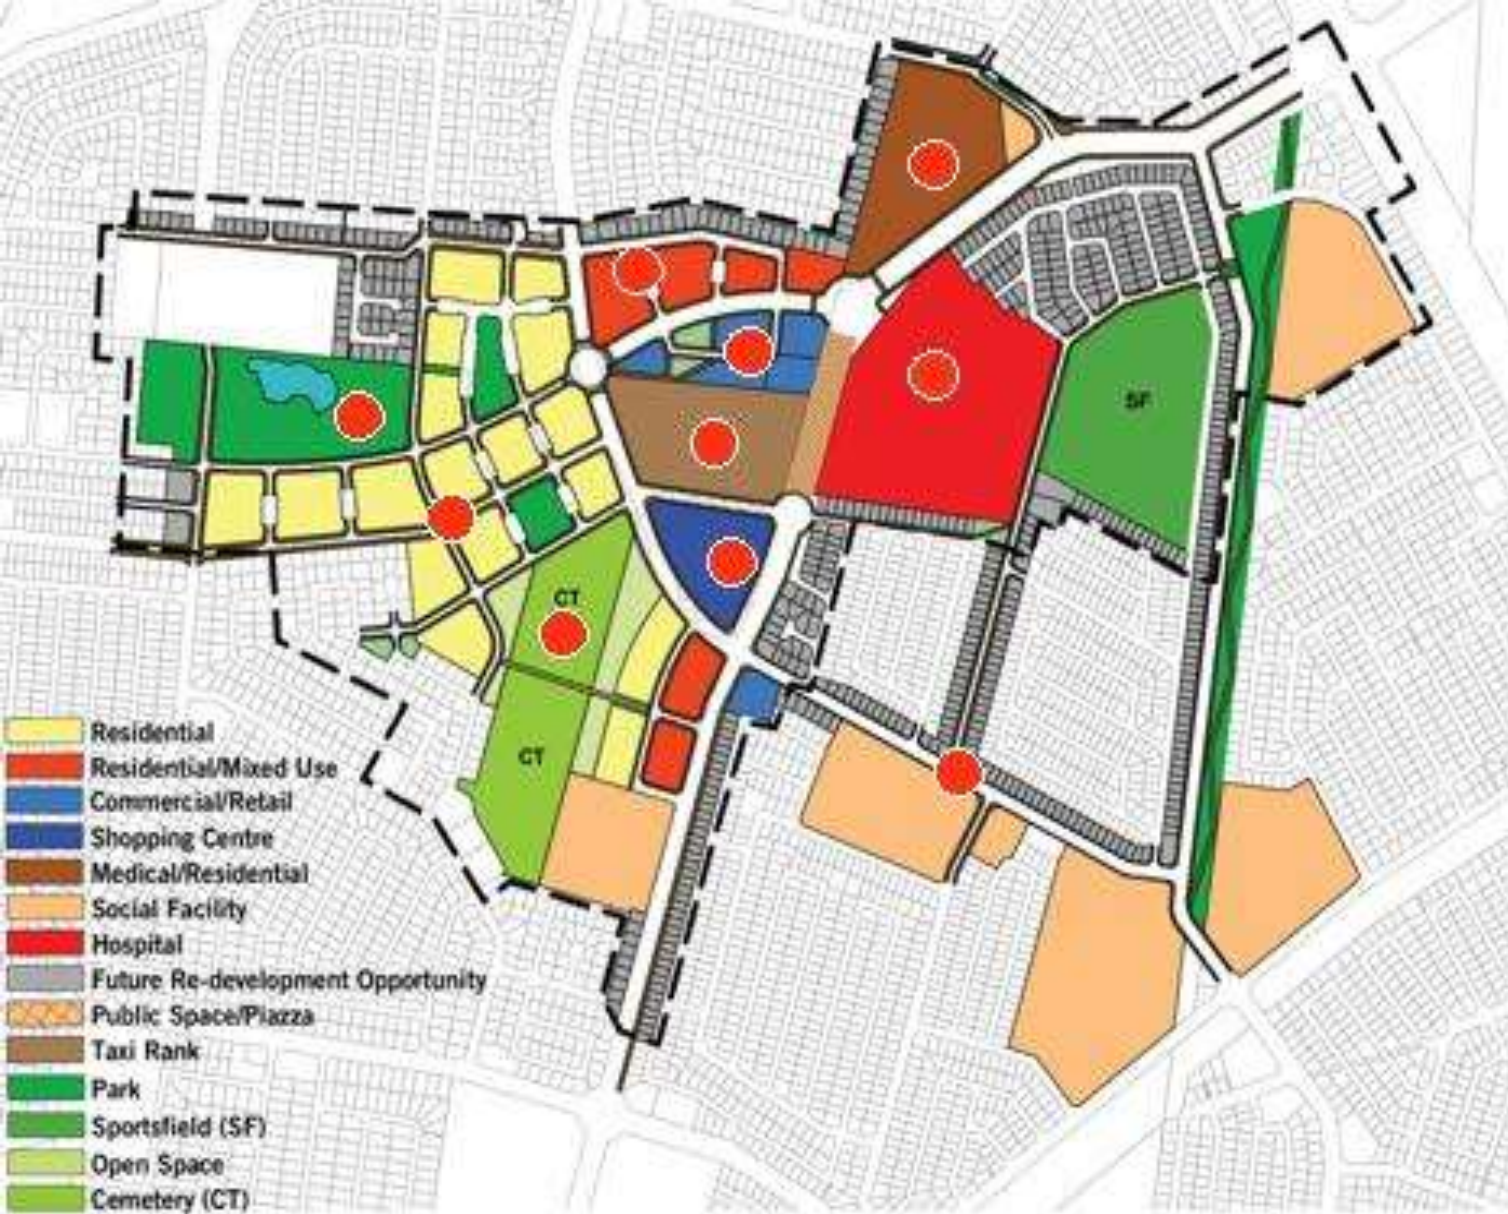 SF
CT
CT
Residential
Residential/Mixed Use
Commercial/Retail
Shopping Centre
Medical/Residential
Social Facility
Hospital
Future Re-development Opportunity
Public Space/Piazza
Taxi Rank
Park
Sportsfield (SF)
Open Space
Cemetery (CT)